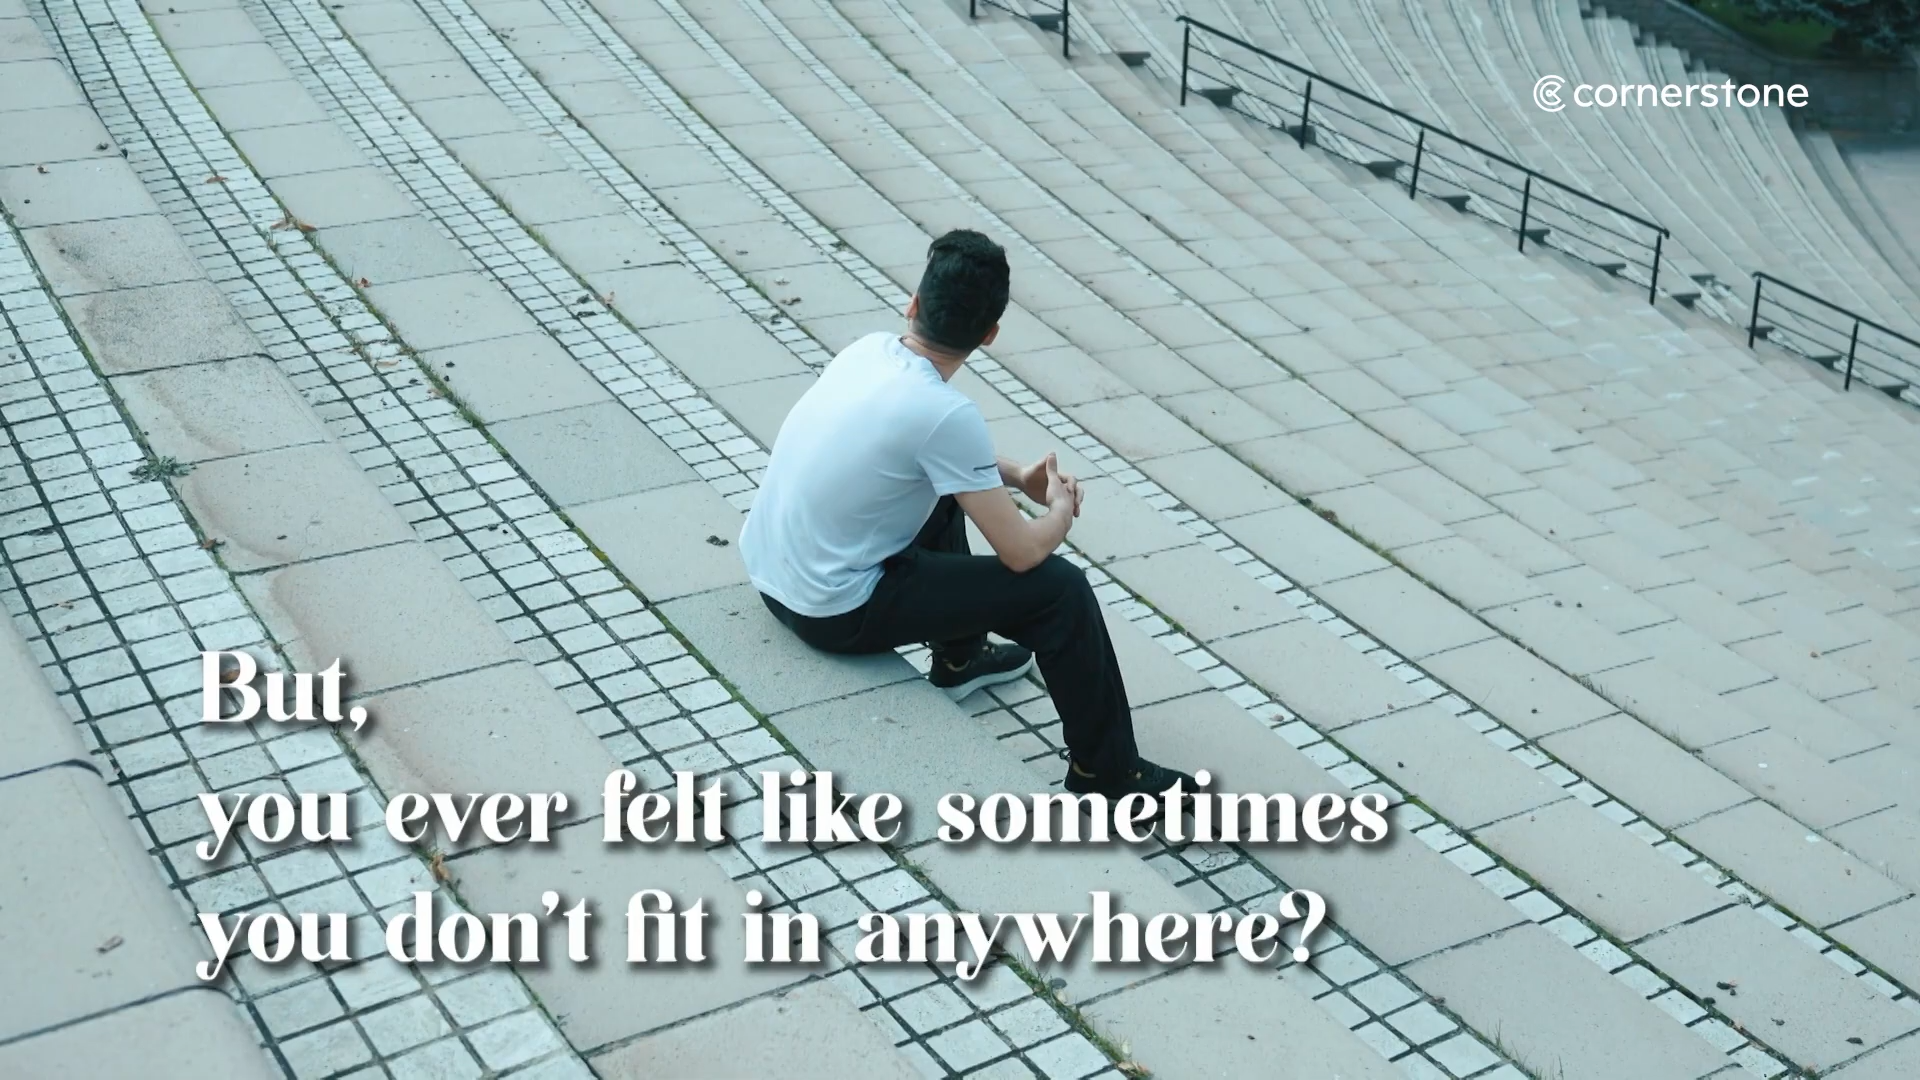 cornerstone
But,
you ever felt like sometimes
you don't fit in anywhere?